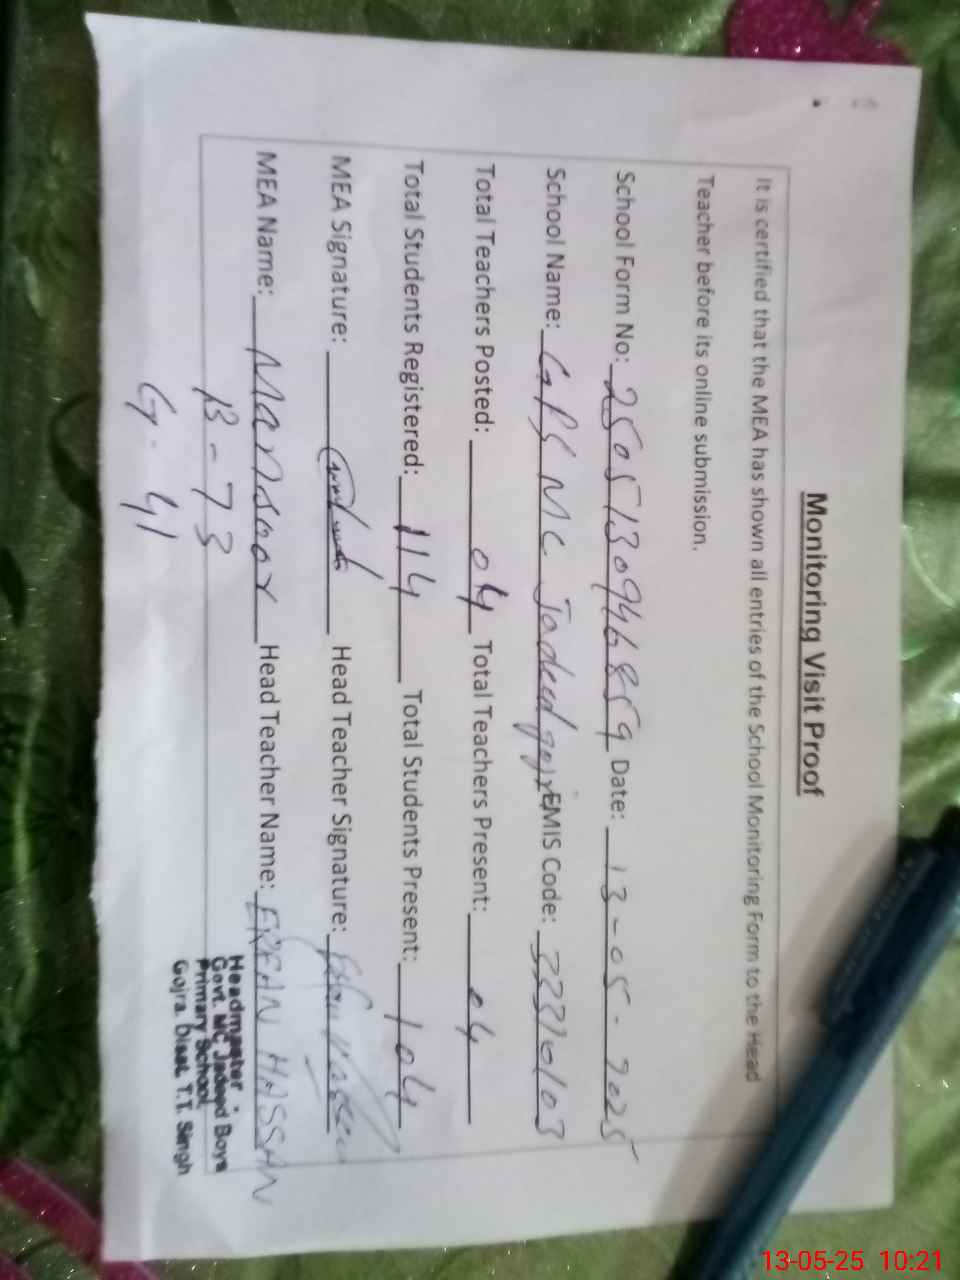 Monitoring Visit Proof
It is certified that the MEA has shown all entries of the School Monitoring Form to the Head
Teacher before its online submission.
School Form No: 2505130946859 Date: 13-05-2025
School Name: GPS MC Jadeed gojra EMIS Code: 33310103
Total Teachers Posted: 04 Total Teachers Present: 04
Total Students Registered: 114 Total Students Present: 104
MEA Signature: Head Teacher Signature:
MEA Name: Mansoor Head Teacher Name: ERFAN HASSAN
B-73
G-41
Headmaster
Govt. MC Jadeed Boys
Primary School
Gojra. Disst. T.T. Singh
13-05-25 10:21